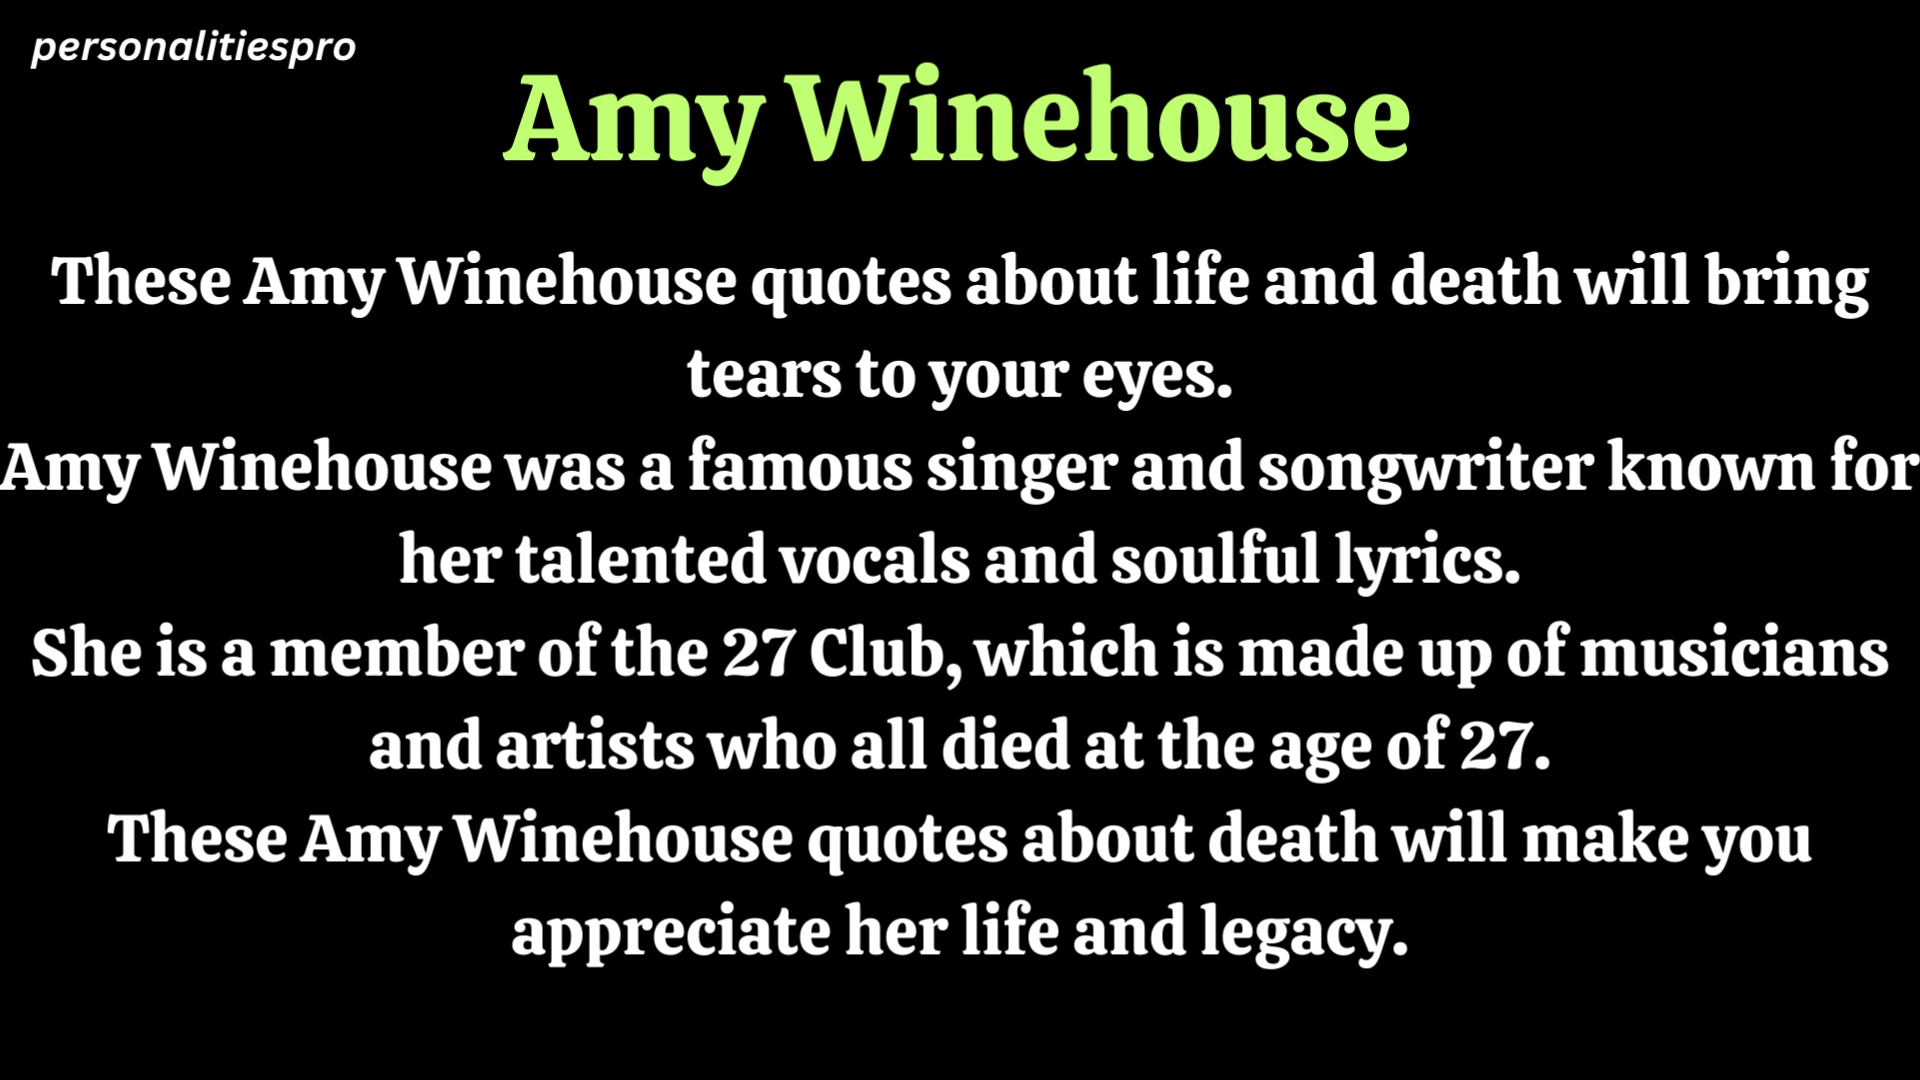 personalitiespro
Amy Winehouse
These Amy Winehouse quotes about life and death will bring
tears to your eyes.
Amy Winehouse was a famous singer and songwriter known for
her talented vocals and soulful lyrics.
She is a member of the 27 Club, which is made up of musicians
and artists who all died at the age of 27.
These Amy Winehouse quotes about death will make you
appreciate her life and legacy.